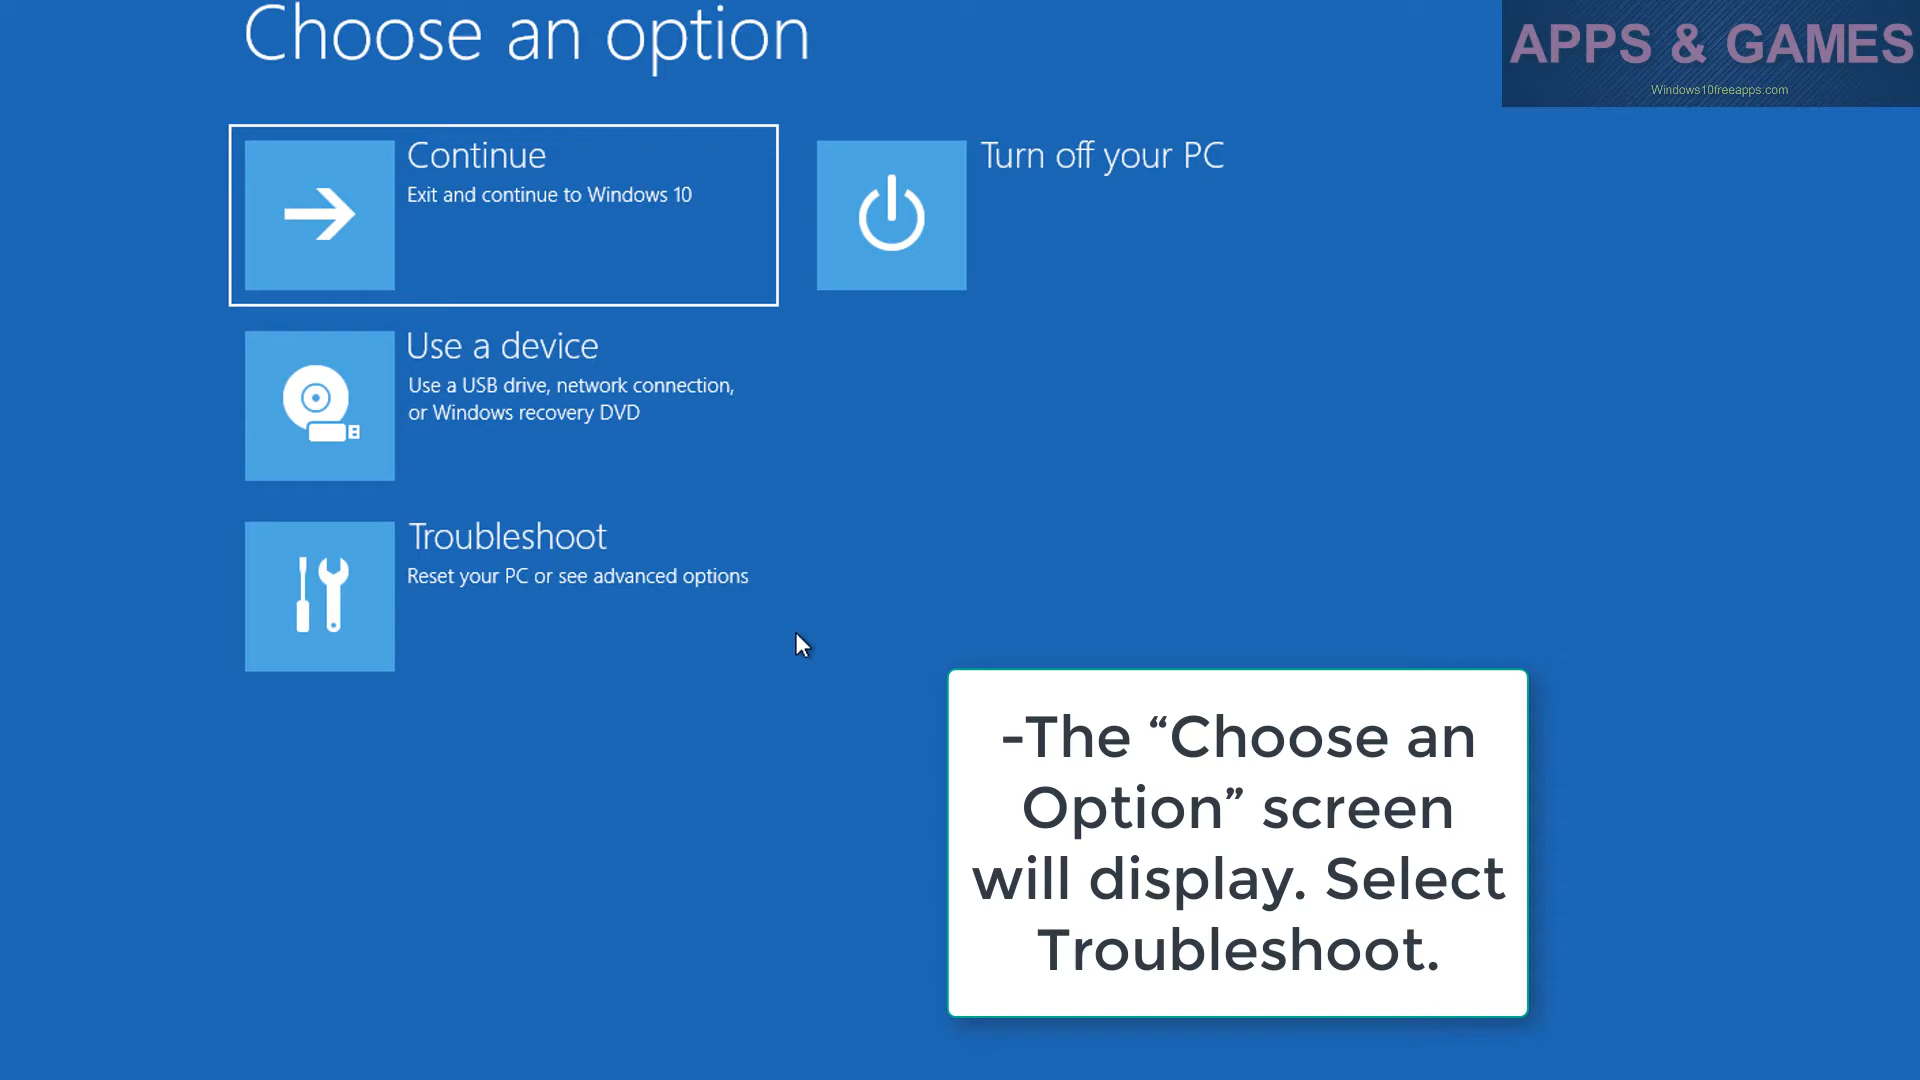 Choose an option
APPS & GAMES
Windows10freeapps.com
Continue
Exit and continue to Windows 10
Turn off your PC
Use a device
Use a USB drive, network connection,
or Windows recovery DVD
Troubleshoot
Reset your PC or see advanced options
-The “Choose an
Option” screen
will display. Select
Troubleshoot.